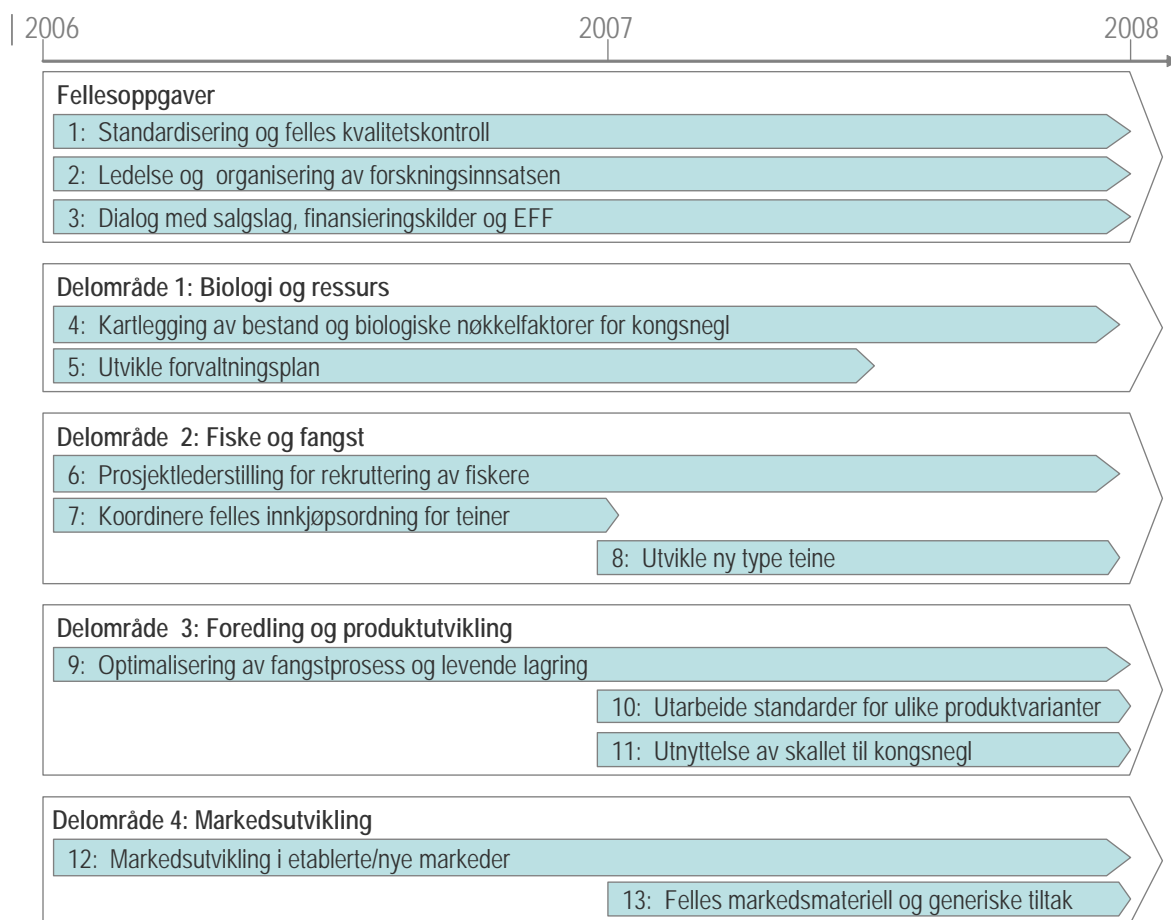 2006 2007 2008
Fellesoppgaver
1: Standardisering og felles kvalitetskontroll
2: Ledelse og organisering av forskningsinnsatsen
3: Dialog med salgslag, finansieringskilder og EFF
Delområde 1: Biologi og ressurs
4: Kartlegging av bestand og biologiske nøkkelfaktorer for kongsnegl
5: Utvikle forvaltningsplan
Delområde 2: Fiske og fangst
6: Prosjektlederstilling for rekruttering av fiskere
7: Koordinere felles innkjøpsordning for teiner
8: Utvikle ny type teine
Delområde 3: Foredling og produktutvikling
9: Optimalisering av fangstprosess og levende lagring
10: Utarbeide standarder for ulike produktvarianter
11: Utnyttelse av skallet til kongsnegl
Delområde 4: Markedsutvikling
12: Markedsutvikling i etablerte/nye markeder
13: Felles markedsmateriell og generiske tiltak